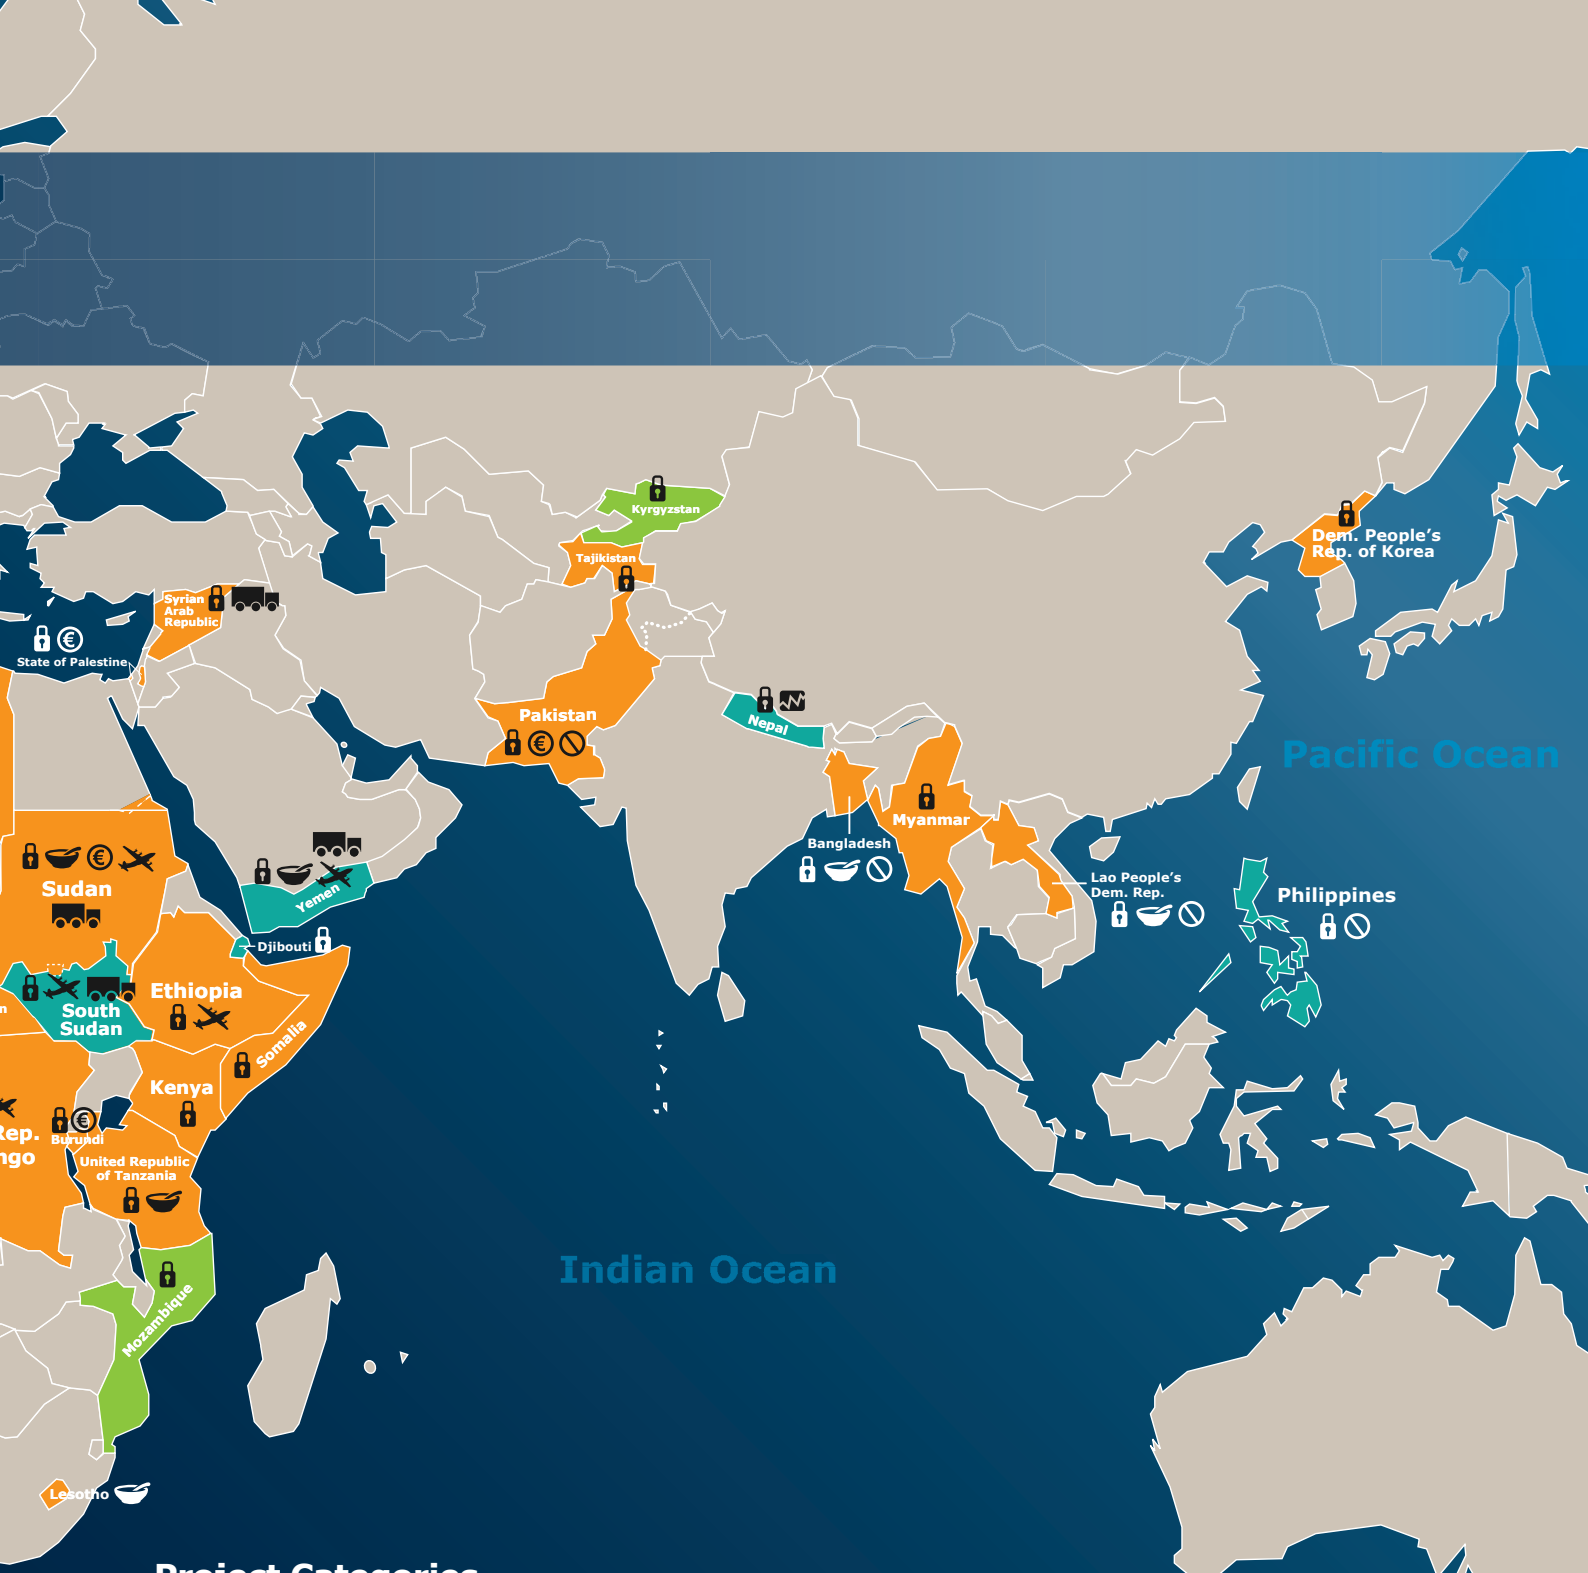 Kyrgyzstan
Tajikistan
Dem. People's
Rep. of Korea
Syrian
Arab
Republic
State of Palestine
Pakistan
Nepal
Pacific Ocean
Myanmar
Bangladesh
Lao People's
Dem. Rep.
Philippines
Sudan
Yemen
Djibouti
Ethiopia
South
Sudan
n
Somalia
Kenya
Rep.
ngo
Burundi
United Republic
of Tanzania
Indian Ocean
Mozambique
Lesotho
Project Categories